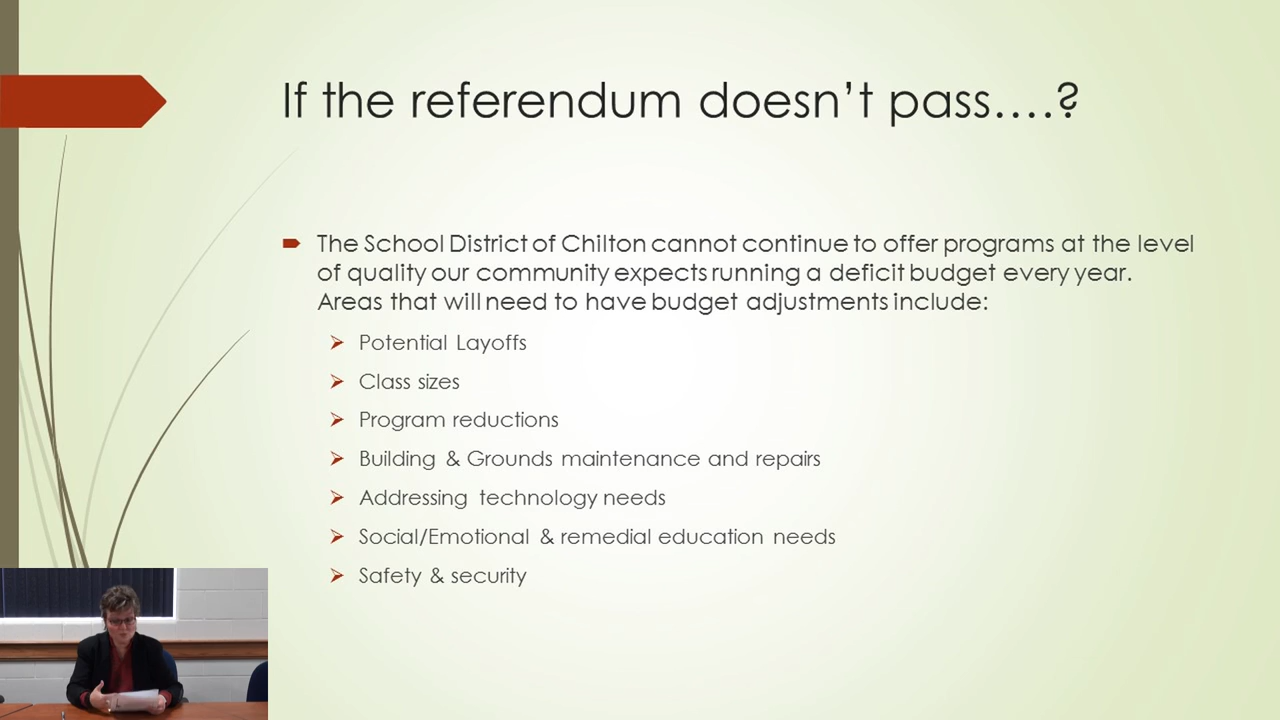 If the referendum doesn't pass….?
The School District of Chilton cannot continue to offer programs at the level
of quality our community expects running a deficit budget every year.
Areas that will need to have budget adjustments include:
Potential Layoffs
Class sizes
Program reductions
Building & Grounds maintenance and repairs
Addressing technology needs
Social/Emotional & remedial education needs
Safety & security